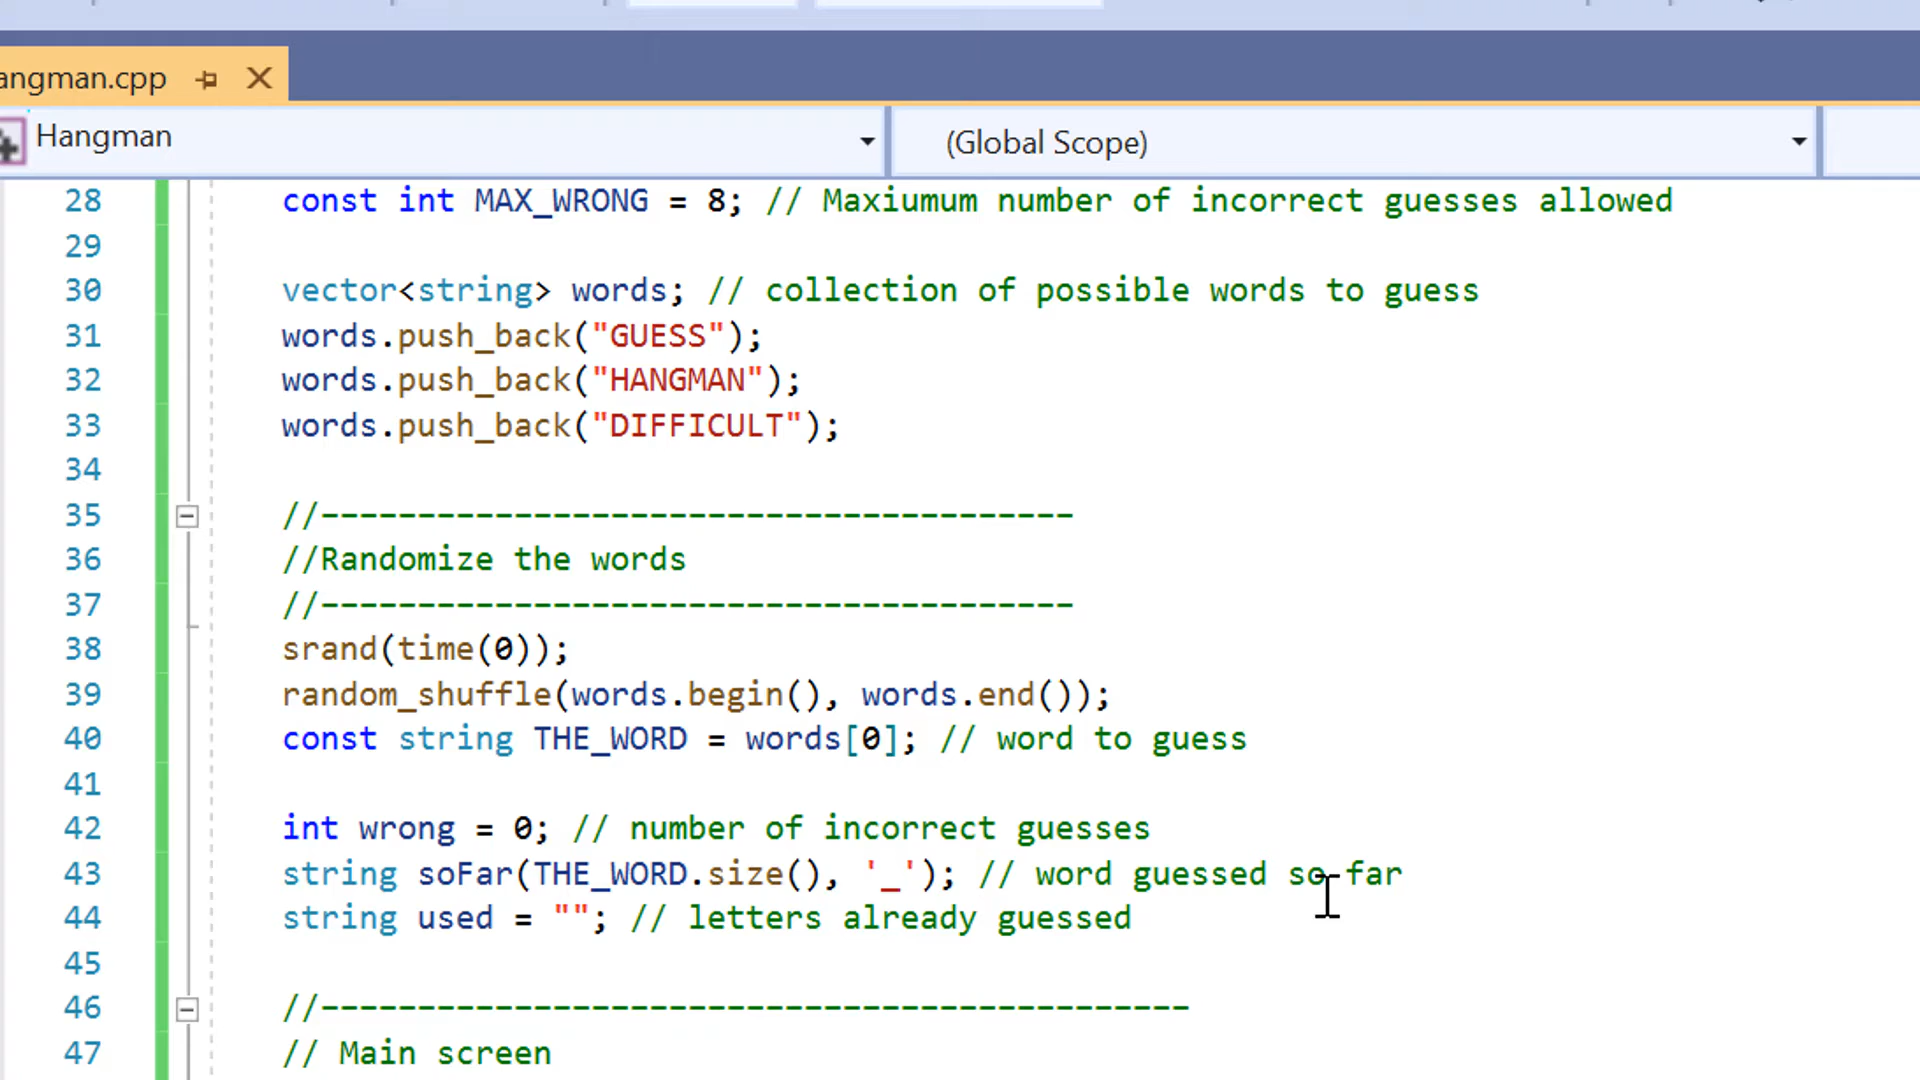 angman.cpp
Hangman
(Global Scope)
28 const int MAX_WRONG = 8; // Maxiumum number of incorrect guesses allowed
29
30 vector<string> words; // collection of possible words to guess
31 words.push_back("GUESS");
32 words.push_back("HANGMAN");
33 words.push_back("DIFFICULT");
34
35 //---------------------------------------
36 //Randomize the words
37 //---------------------------------------
38 srand(time(0));
39 random_shuffle(words.begin(), words.end());
40 const string THE_WORD = words[0]; // word to guess
41
42 int wrong = 0; // number of incorrect guesses
43 string soFar(THE_WORD.size(), '_'); // word guessed so far
44 string used = ""; // letters already guessed
45
46 //---------------------------------------------
47 // Main screen